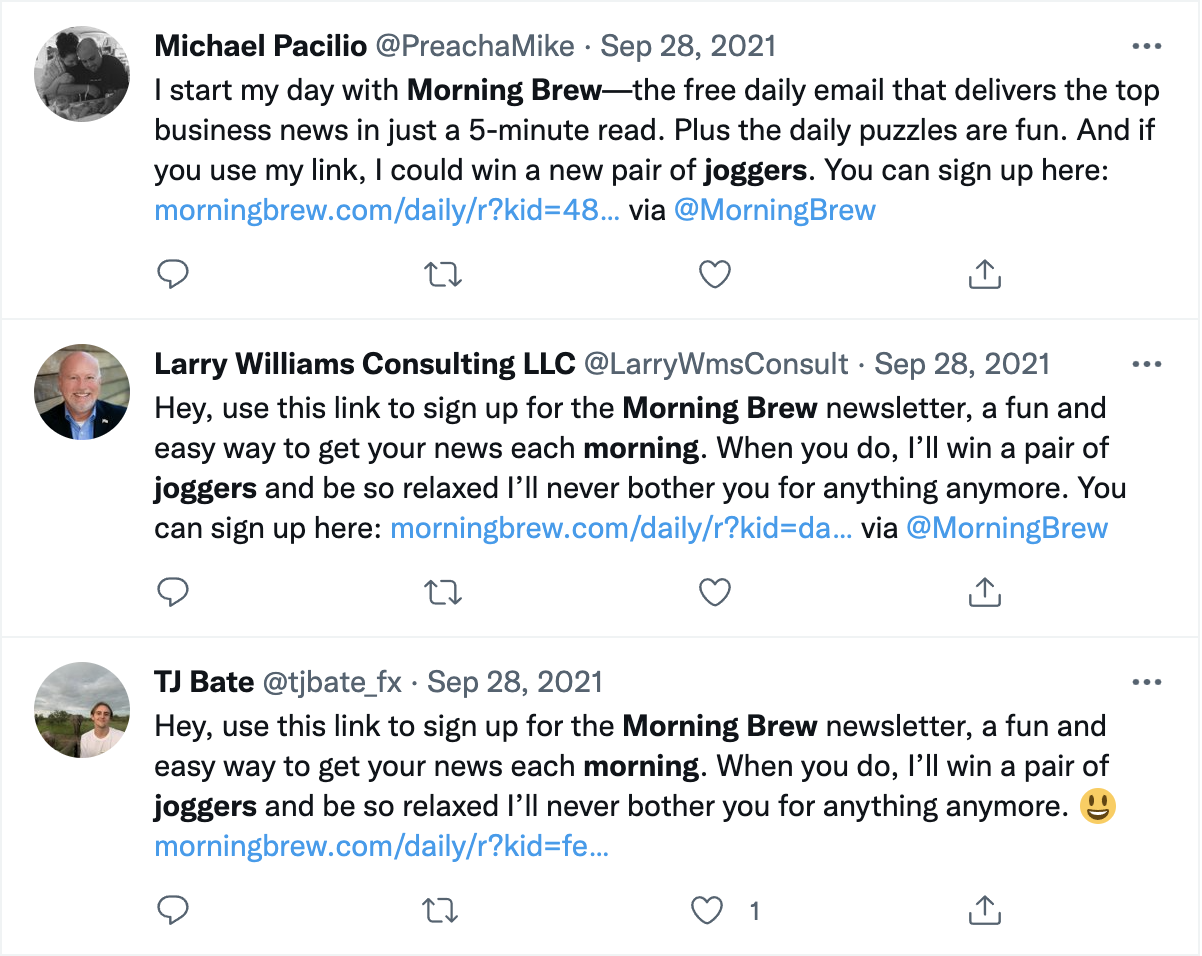 Michael Pacilio @PreachaMike · Sep 28, 2021
I start my day with Morning Brew—the free daily email that delivers the top
business news in just a 5-minute read. Plus the daily puzzles are fun. And if
you use my link, I could win a new pair of joggers. You can sign up here:
morningbrew.com/daily/r?kid=48... via @MorningBrew
Larry Williams Consulting LLC @LarryWmsConsult · Sep 28, 2021
Hey, use this link to sign up for the Morning Brew newsletter, a fun and
easy way to get your news each morning. When you do, I’ll win a pair of
joggers and be so relaxed I’ll never bother you for anything anymore. You
can sign up here: morningbrew.com/daily/r?kid=da... via @MorningBrew
TJ Bate @tjbate_fx · Sep 28, 2021
Hey, use this link to sign up for the Morning Brew newsletter, a fun and
easy way to get your news each morning. When you do, I’ll win a pair of
joggers and be so relaxed I’ll never bother you for anything anymore. 😃
morningbrew.com/daily/r?kid=fe...
1